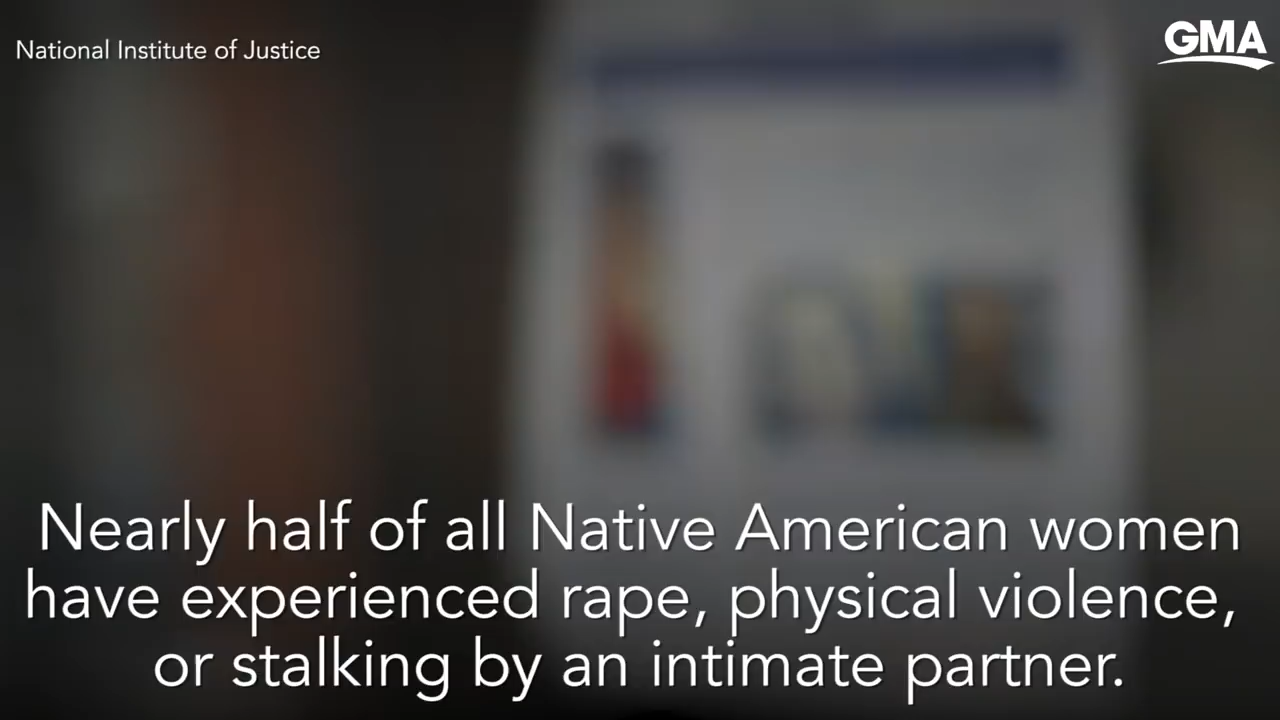 National Institute of Justice
GMA
Nearly half of all Native American women
have experienced rape, physical violence,
or stalking by an intimate partner.